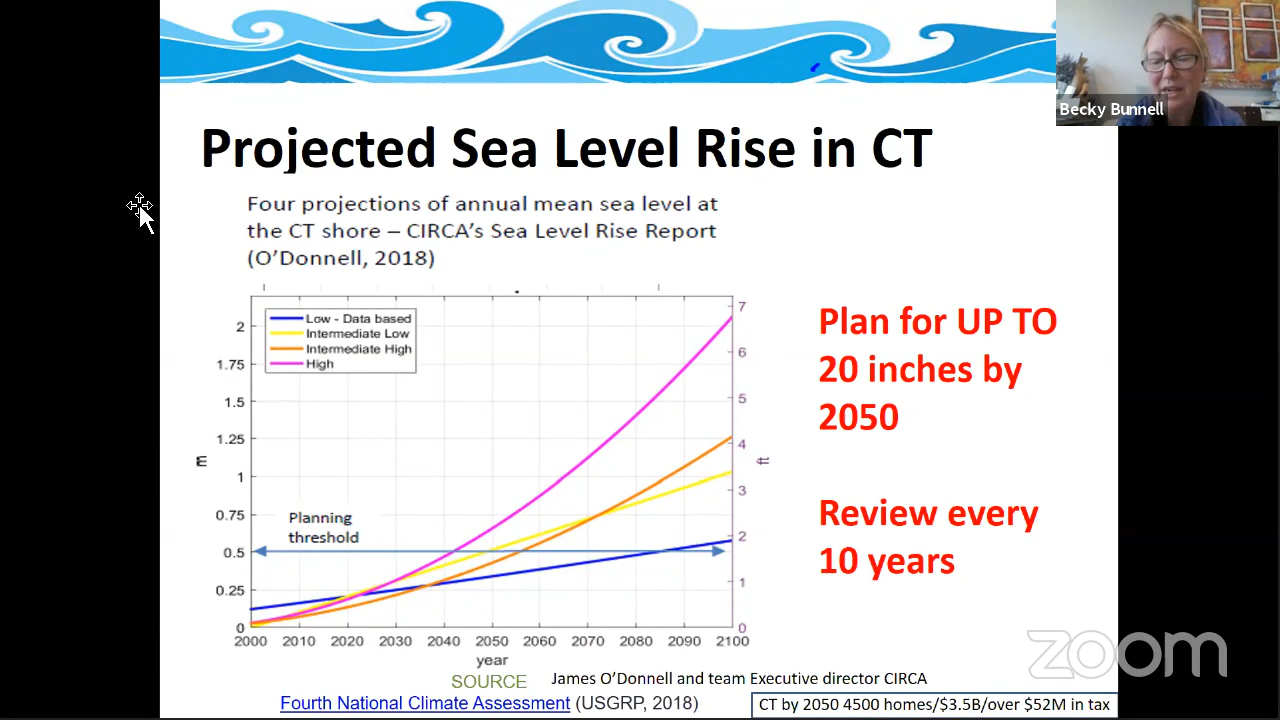 Becky Bunnell
Projected Sea Level Rise in CT
Four projections of annual mean sea level at
the CT shore – CIRCA's Sea Level Rise Report
(O'Donnell, 2018)
Low - Data based
Intermediate Low
Intermediate High
High
2
1.75
1.5
1.25
1
0.75
0.5
0.25
0
m
7
6
5
4
3
2
1
0
ft
Planning
threshold
2000 2010 2020 2030 2040 2050 2060 2070 2080 2090 2100
year
Plan for UP TO
20 inches by
2050
Review every
10 years
zoom
SOURCE James O'Donnell and team Executive director CIRCA
Fourth National Climate Assessment (USGRP, 2018)
CT by 2050 4500 homes/$3.5B/over $52M in tax